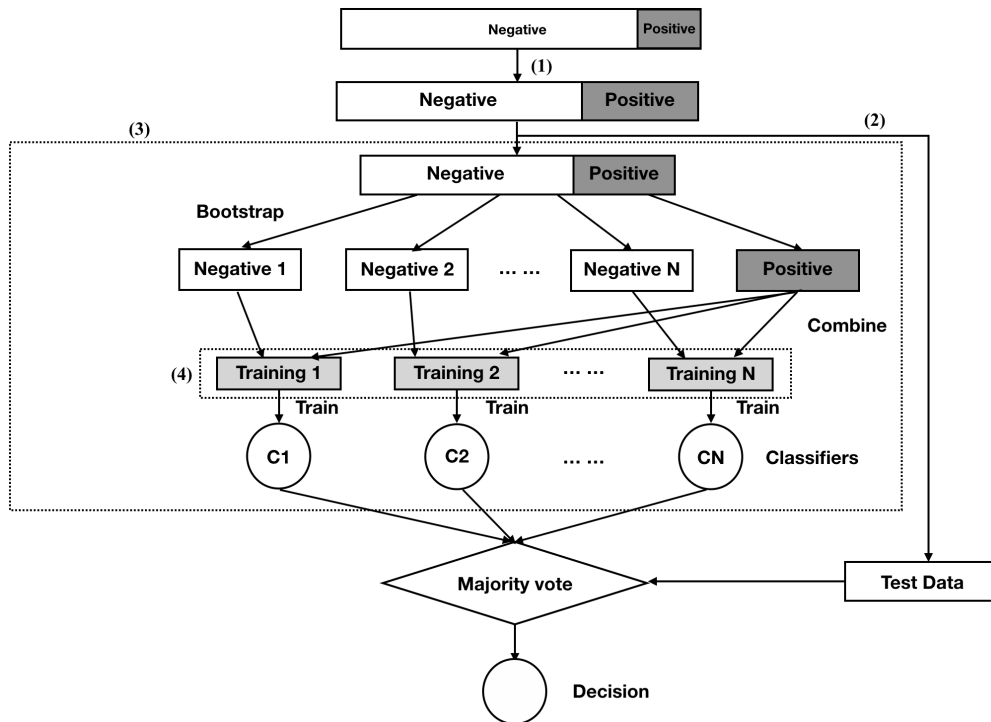 Negative Positive
(1)
Negative Positive
(3) (2)
Negative Positive
Bootstrap
Negative 1 Negative 2 ... ... Negative N Positive
Combine
(4) Training 1 Training 2 ... ... Training N
Train Train Train
C1 C2 ... ... CN Classifiers
Majority vote Test Data
Decision